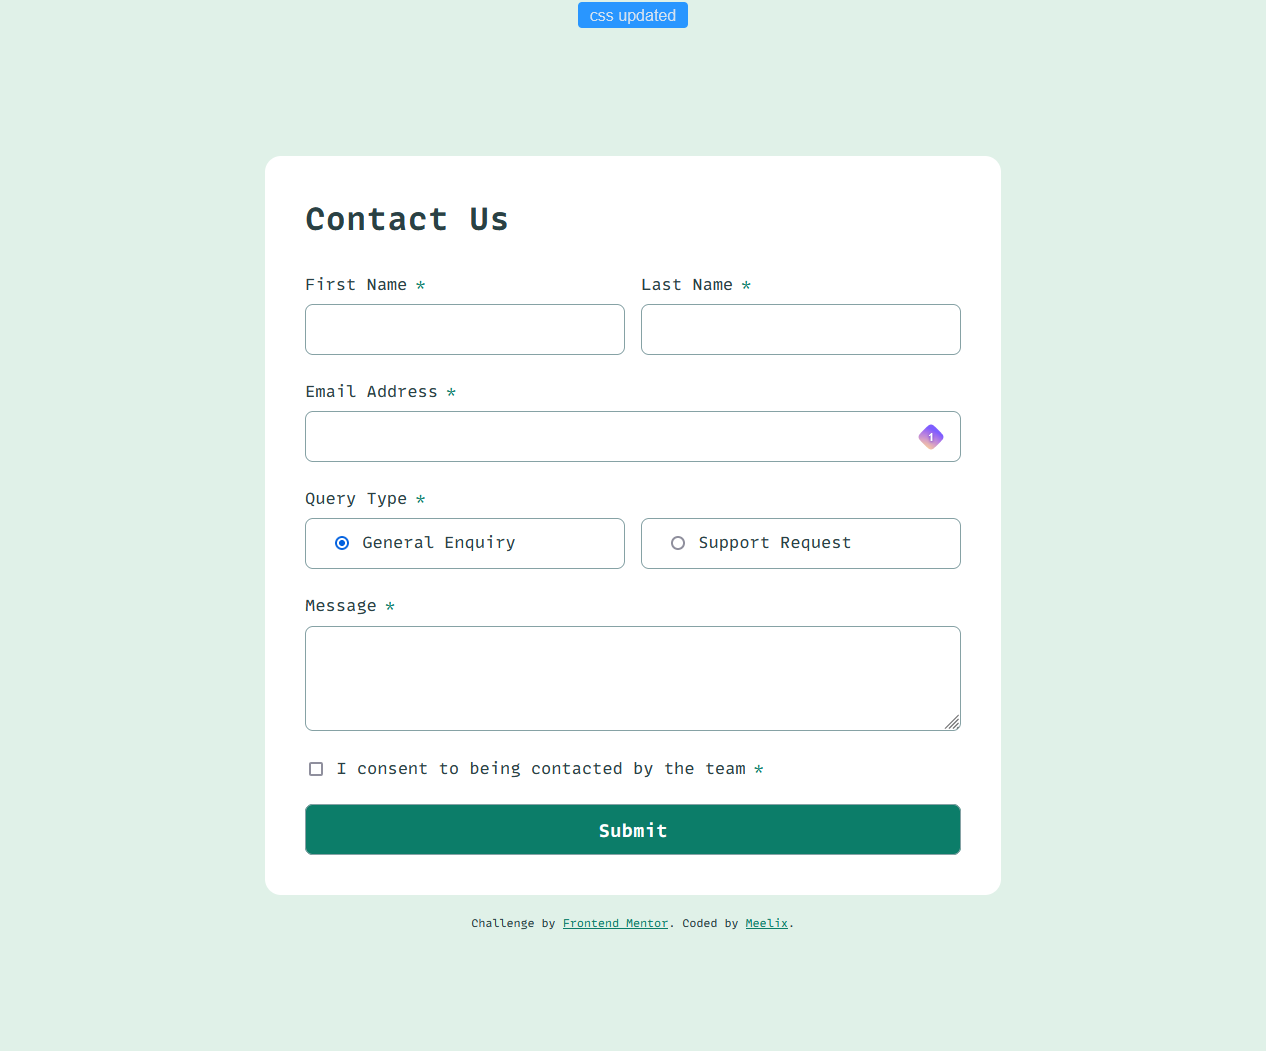 css updated
Contact Us
First Name *
Last Name *
Email Address *
1
Query Type *
General Enquiry
Support Request
Message *
I consent to being contacted by the team *
Submit
Challenge by Frontend Mentor. Coded by Meelix.